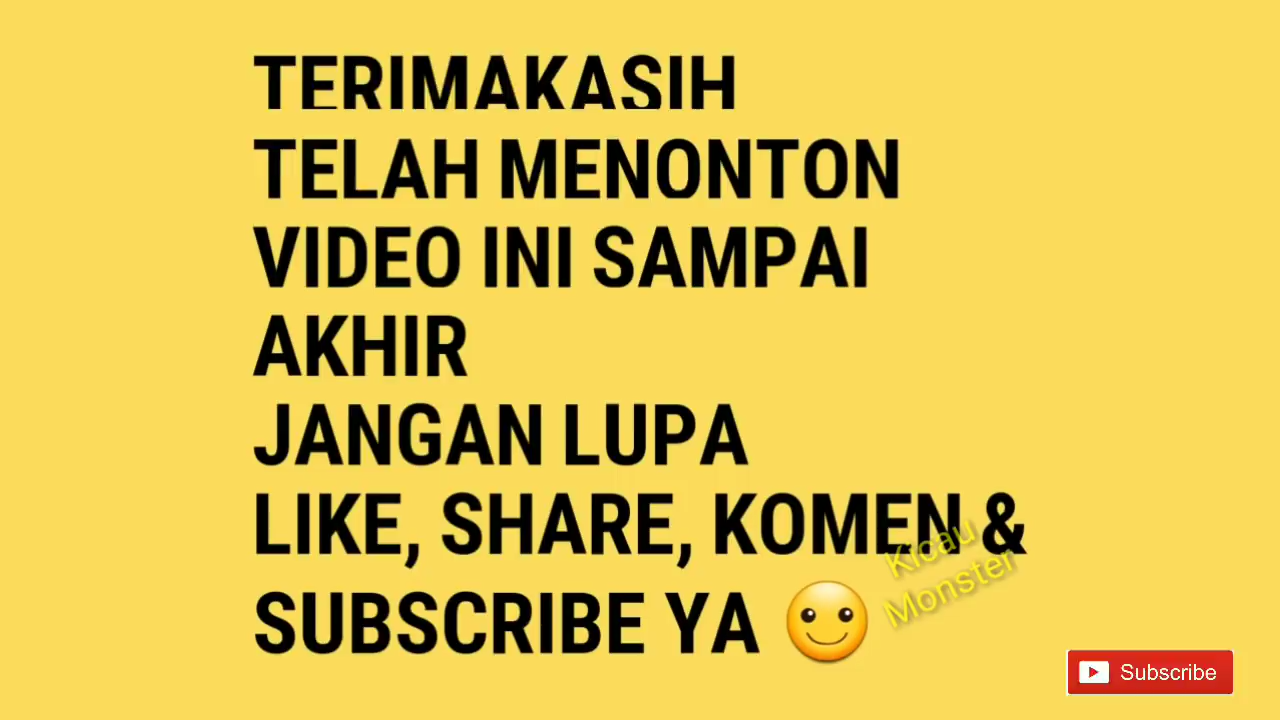 TERIMAKASIH
TELAH MENONTON
VIDEO INI SAMPAI
AKHIR
JANGAN LUPA
LIKE, SHARE, KOMEN &
SUBSCRIBE YA 🙂
Kicau
Monster
Subscribe